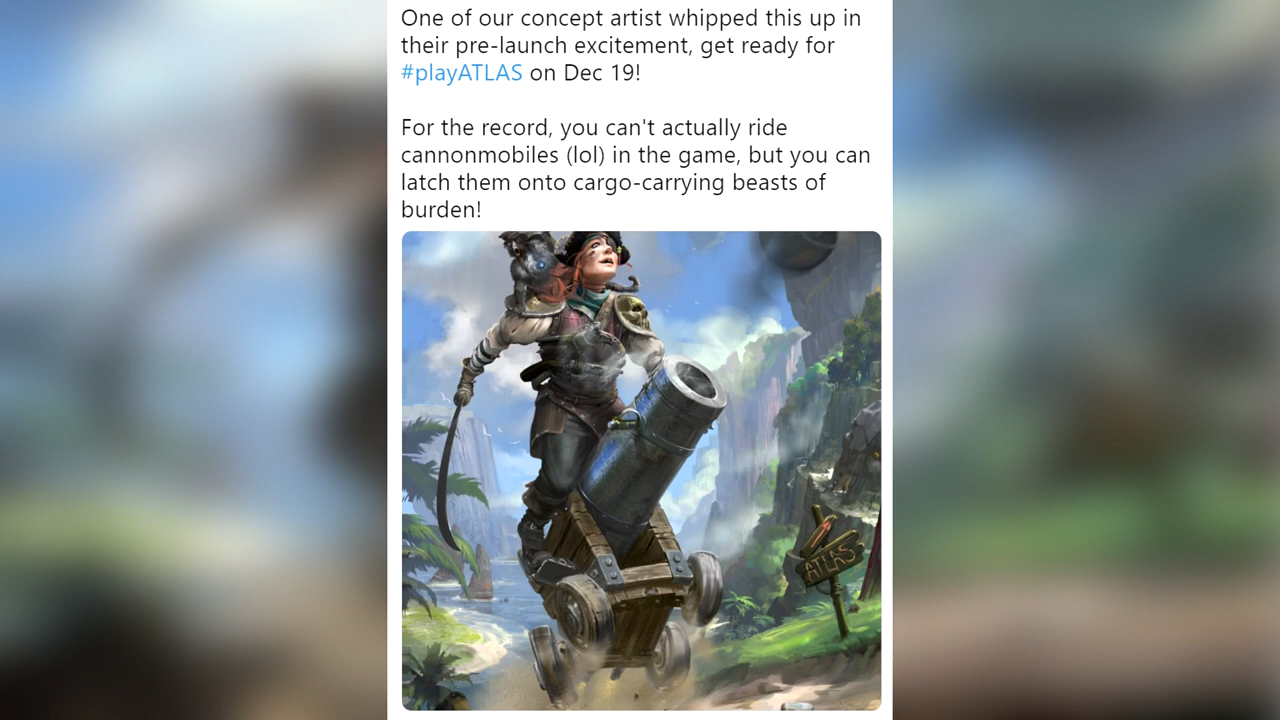 One of our concept artist whipped this up in
their pre-launch excitement, get ready for
#playATLAS on Dec 19!
For the record, you can't actually ride
cannonmobiles (lol) in the game, but you can
latch them onto cargo-carrying beasts of
burden!
ATLAS